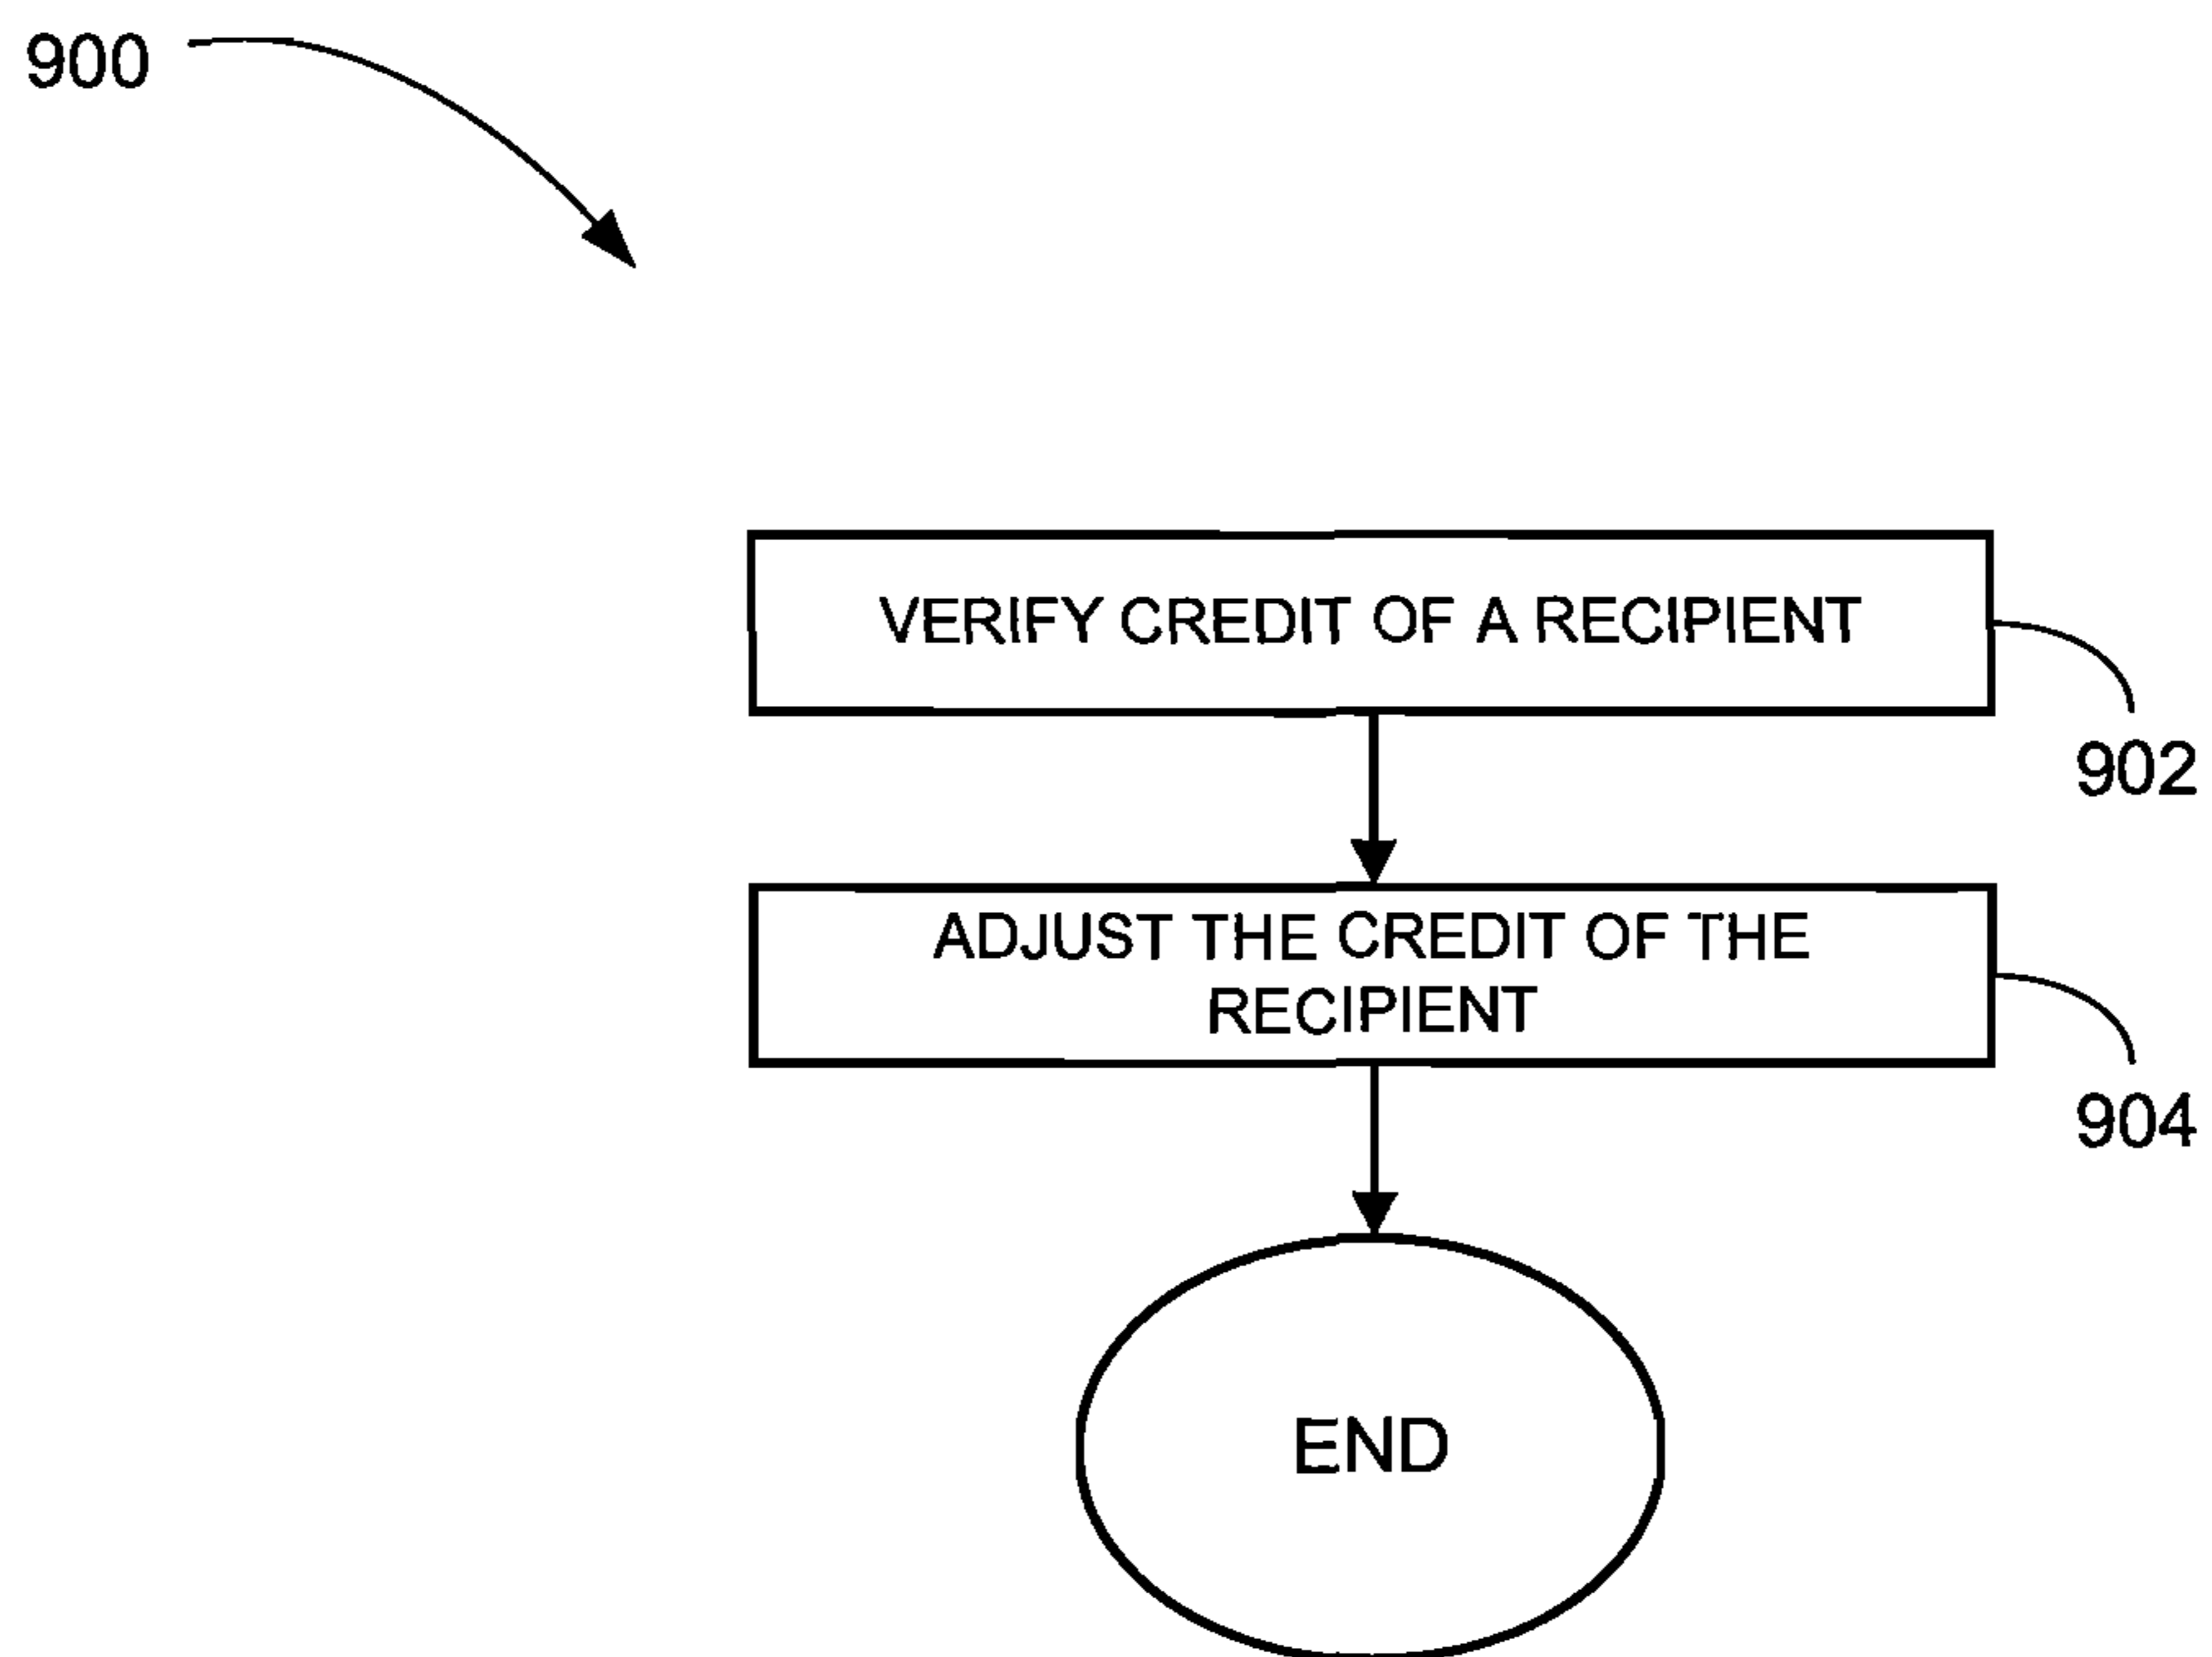 900
VERIFY CREDIT OF A RECIPIENT
902
ADJUST THE CREDIT OF THE
RECIPIENT
904
END